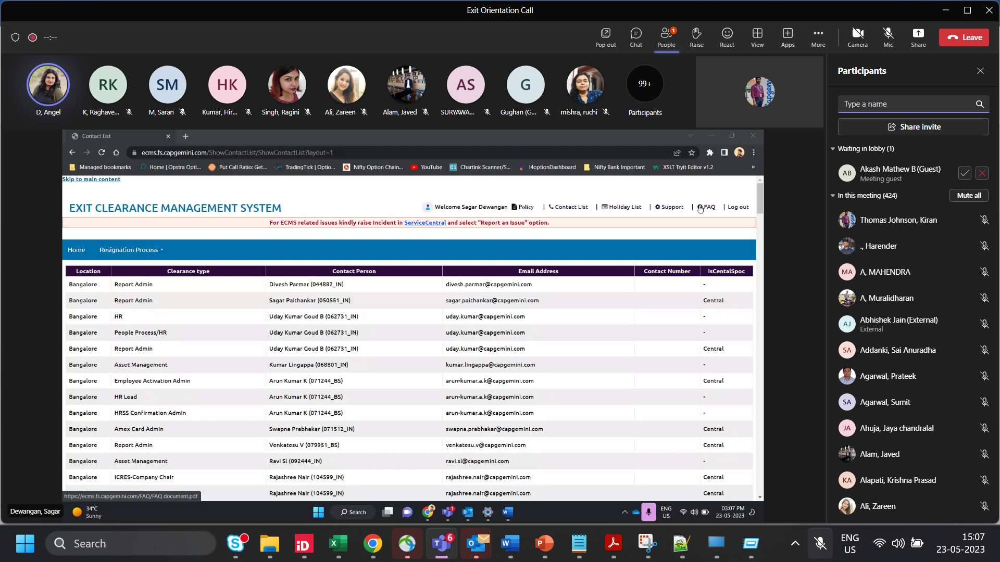 Exit Orientation Call
--:--
Pop out
Chat
1
People
Raise
React
View
Apps
More
Camera
Mic
Share
Leave
RK
SM
HK
AS
G
99+
D, Angel
K, Raghave...
M, Saran
Kumar, Hir...
Singh, Ragini
Ali, Zareen
Alam, Javed
SURYAWA...
Gughan (G...
mishra, ruchi
Participants
Contact List
ecms.fs.capgemini.com/ShowContactList/ShowContactList?layout=1
Managed bookmarks
Home | Opstra Opti...
Put Call Ratio: Get...
TradingTick | Optio...
Nifty Option Chain...
YouTube
Chartink Scanner/S...
I4optionDashboard
Nifty Bank Important
XSLT Tryit Editor v1.2
»
Skip to main content
EXIT CLEARANCE MANAGEMENT SYSTEM
Welcome Sagar Dewangan Policy | Contact List | Holiday List | Support | FAQ | Log out
For ECMS related issues kindly raise Incident in ServiceCentral and select "Report an Issue" option.
Home Resignation Process
Location Clearance type Contact Person Email Address Contact Number IsCentalSpoc
Bangalore Report Admin Divesh Parmar (044882_IN) divesh.parmar@capgemini.com -
Bangalore Report Admin Sagar Paithankar (050551_IN) sagar.paithankar@capgemini.com Central
Bangalore HR Uday Kumar Goud B (062731_IN) uday.kumar@capgemini.com -
Bangalore People Process/HR Uday Kumar Goud B (062731_IN) uday.kumar@capgemini.com -
Bangalore Report Admin Uday Kumar Goud B (062731_IN) uday.kumar@capgemini.com Central
Bangalore Asset Management Kumar Lingappa (068801_IN) kumar.lingappa@capgemini.com -
Bangalore Employee Activation Admin Arun Kumar K (071244_BS) arun-kumar.a.k@capgemini.com Central
Bangalore HR Lead Arun Kumar K (071244_BS) arun-kumar.a.k@capgemini.com -
Bangalore HRSS Confirmation Admin Arun Kumar K (071244_BS) arun-kumar.a.k@capgemini.com -
Bangalore Amex Card Admin Swapna Prabhakar (071512_IN) swapna.prabhakar@capgemini.com Central
Bangalore Report Admin Venkatesu V (079951_BS) venkatesu.v@capgemini.com Central
Bangalore Asset Management Ravi Sl (092444_IN) ravi.sl@capgemini.com -
Bangalore ICRES-Company Chair Rajashree Nair (104599_IN) rajashree.nair@capgemini.com Central
Rajashree Nair (104599_IN) rajashree.nair@capgemini.com Central
https://ecms.fs.capgemini.com/FAQ/FAQ document.pdf
Dewangan, Sagar
34°C
Sunny
Search
1
ENG
US
03:07 PM
23-05-2023
Participants
Type a name
Share invite
Waiting in lobby (1)
AB
Akash Mathew B (Guest)
Meeting guest
In this meeting (424)
Mute all
Thomas Johnson, Kiran
., Harender
MA
A, MAHENDRA
A, Muralidharan
AJ
Abhishek Jain (External)
External
SA
Addanki, Sai Anuradha
Agarwal, Prateek
SA
Agarwal, Sumit
JA
Ahuja, Jaya chandralal
Alam, Javed
KA
Alapati, Krishna Prasad
Ali, Zareen
Search
6
ENG
US
15:07
23-05-2023